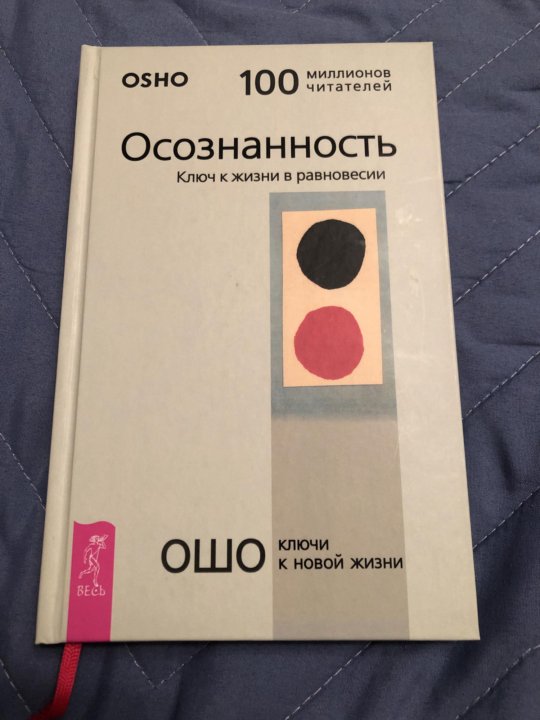 OSHO
100 миллионов
читателей
Осознанность
Ключ к жизни в равновесии
ОШО ключи
к новой жизни
ВЕСЬ